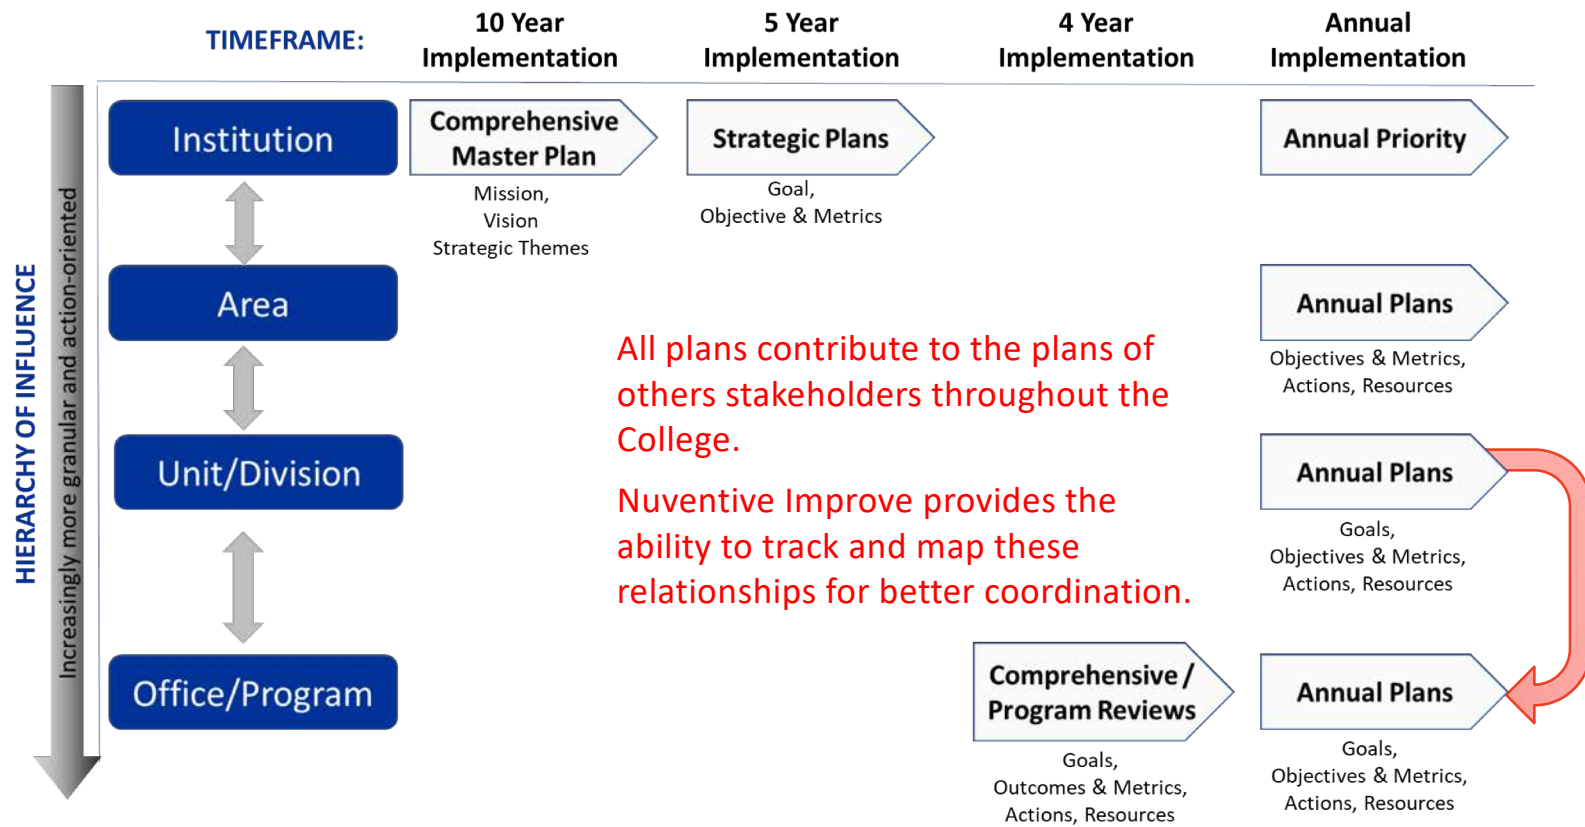 TIMEFRAME:
10 Year
Implementation
5 Year
Implementation
4 Year
Implementation
Annual
Implementation
HIERARCHY OF INFLUENCE
Increasingly more granular and action-oriented
Institution
Comprehensive
Master Plan
Mission,
Vision
Strategic Themes
Strategic Plans
Goal,
Objective & Metrics
Annual Priority
Area
Annual Plans
Objectives & Metrics,
Actions, Resources
All plans contribute to the plans of
others stakeholders throughout the
College.
Nuventive Improve provides the
ability to track and map these
relationships for better coordination.
Unit/Division
Annual Plans
Goals,
Objectives & Metrics,
Actions, Resources
Office/Program
Comprehensive /
Program Reviews
Goals,
Outcomes & Metrics,
Actions, Resources
Annual Plans
Goals,
Objectives & Metrics,
Actions, Resources